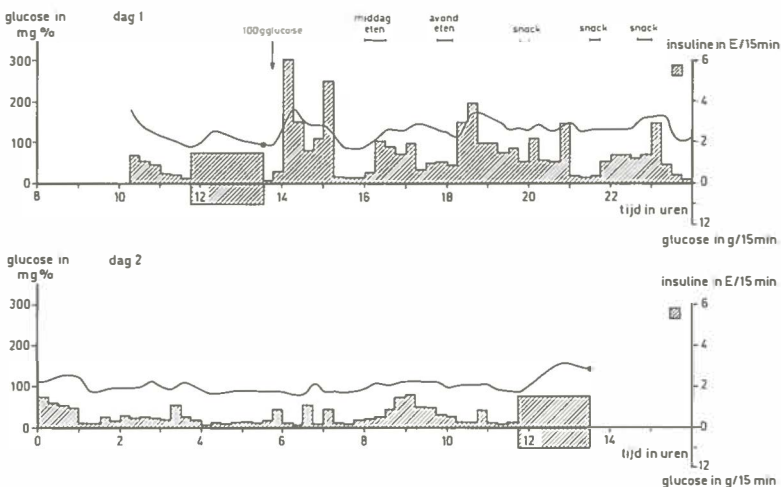 glucose in
mg %
dag 1
100 g glucose
middag
eten
avond
eten
snack
snack
snack
insuline in E/15 min
300
200
100
0
6
4
2
0
12
8
10
12
14
16
18
20
22
tijd in uren
glucose in g/15min.
glucose in
mg %
dag 2
insuline in E/15 min
300
200
100
0
6
4
2
0
12
0
2
4
6
8
10
12
14
tijd in uren
glucose in g/15 min